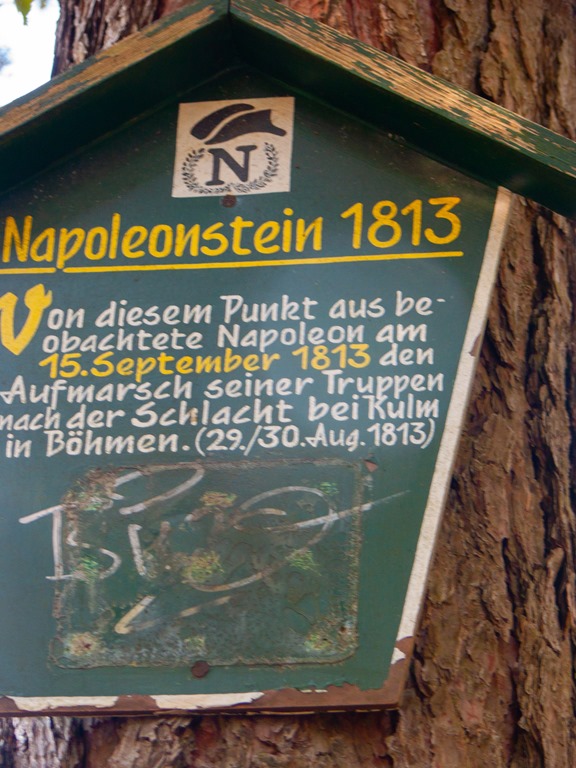 N
Napoleonstein 1813
Von diesem Punkt aus be-
obachtete Napoleon am
15. September 1813 den
Aufmarsch seiner Truppen
nach der Schlacht bei Kulm
in Böhmen. (29./30. Aug. 1813)